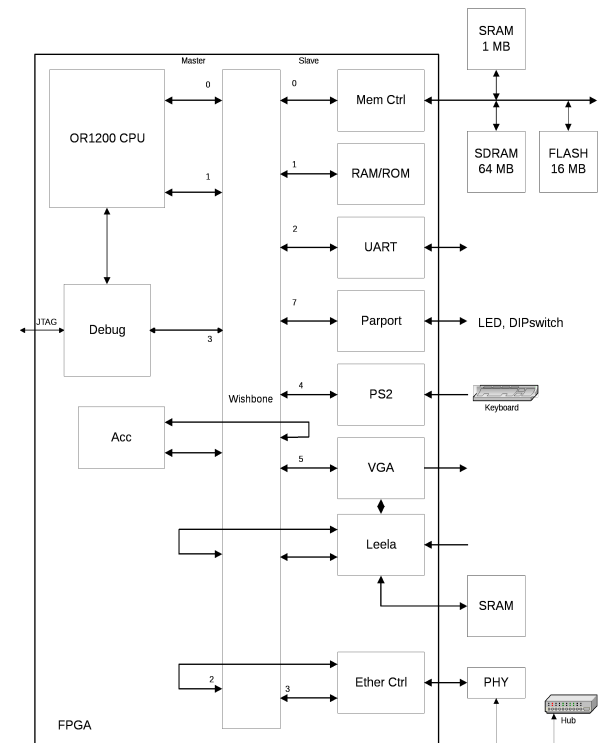 SRAM
1 MB
Master
Slave
0
0
OR1200 CPU
Mem Ctrl
SDRAM
64 MB
FLASH
16 MB
1
1
RAM/ROM
2
UART
7
JTAG
Debug
3
Parport
LED, DIPswitch
4
Wishbone
PS2
Keyboard
Acc
5
VGA
Leela
SRAM
2
3
Ether Ctrl
PHY
Hub
FPGA